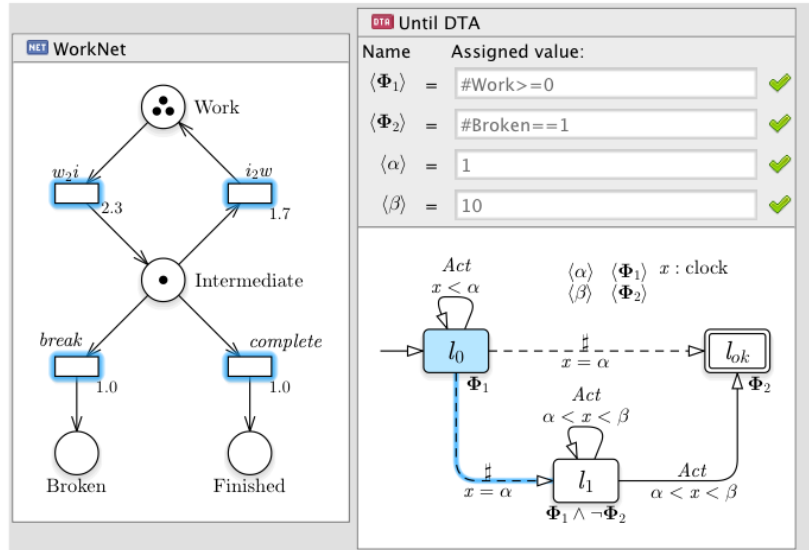 NET WorkNet
Work
w₂i
2.3
i₂w
1.7
Intermediate
break
1.0
complete
1.0
Broken
Finished
DTA Until DTA
Name Assigned value:
⟨Φ₁⟩ = #Work>=0
⟨Φ₂⟩ = #Broken==1
⟨α⟩ = 1
⟨β⟩ = 10
Act
x < α
⟨α⟩ ⟨Φ₁⟩ x : clock
⟨β⟩ ⟨Φ₂⟩
l₀
Φ₁
♯
x = α
lₒₖ
Φ₂
Act
α < x < β
♯
x = α
l₁
Φ₁ ∧ ¬Φ₂
Act
α < x < β